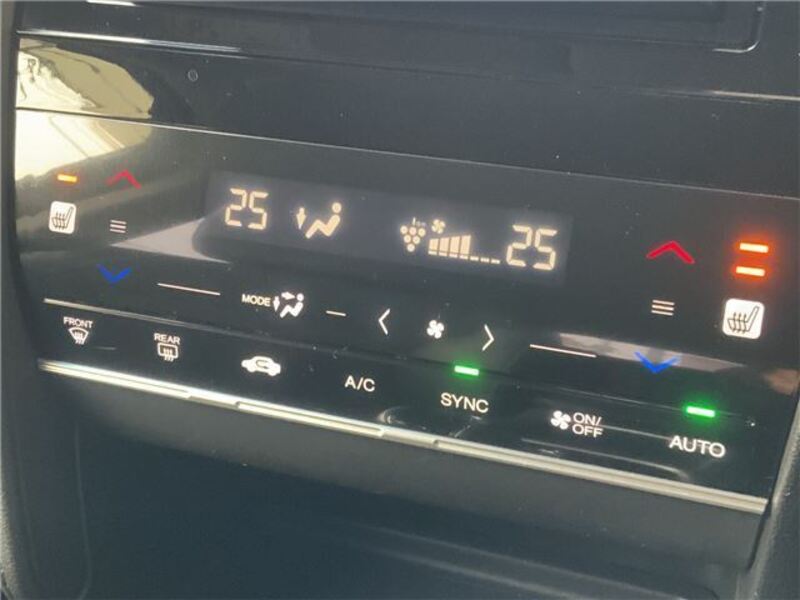 25 25
MODE
FRONT
REAR
A/C
SYNC
ON/
OFF
AUTO